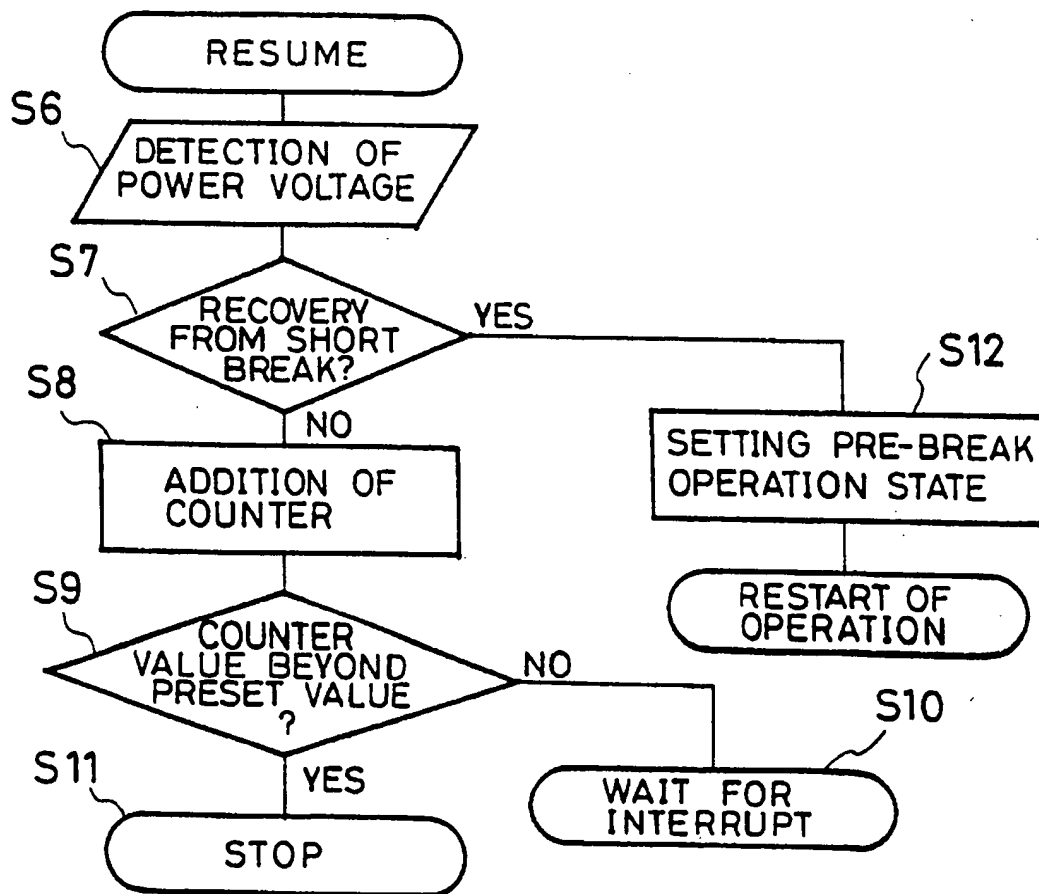 RESUME
S6
DETECTION OF
POWER VOLTAGE
S7
RECOVERY
FROM SHORT
BREAK?
YES
NO
S12
SETTING PRE-BREAK
OPERATION STATE
RESTART OF
OPERATION
S8
ADDITION OF
COUNTER
S9
COUNTER
VALUE BEYOND
PRESET VALUE
?
NO
YES
S10
WAIT FOR
INTERRUPT
S11
STOP